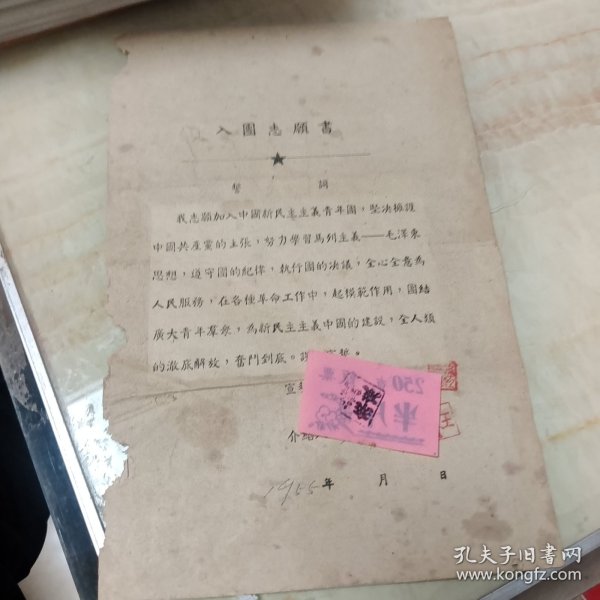 入團志願書
誓詞
我志願加入中國新民主主義青年團，堅决擁護
中國共產黨的主張，努力學習馬列主義——毛澤東
思想，遵守團的紀律，執行團的决議，全心全意為
人民服務，在各種革命工作中，起模範作用，團結
廣大青年羣衆，為新民主主義中國的建設，全人類
的澈底解放，奮鬥到底。
宣
250
介紹
1955年 月 日
孔夫子旧书网
www.kongfz.com